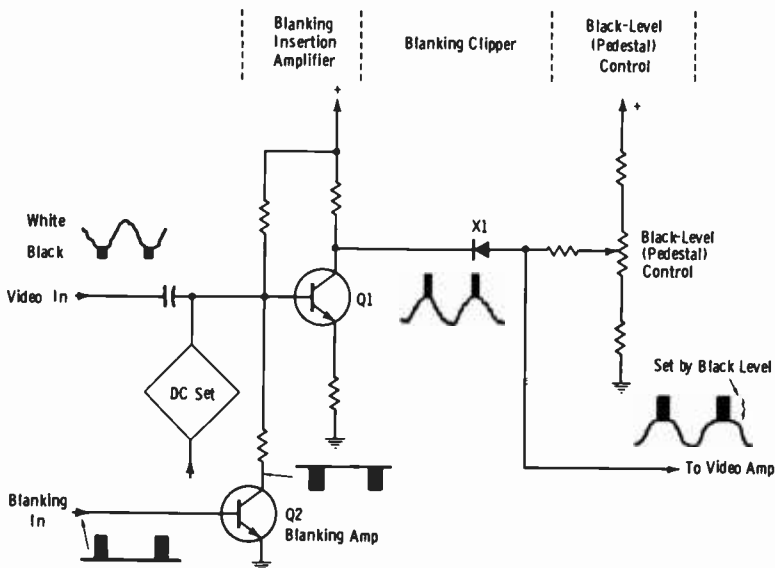 Blanking
Insertion
Amplifier
Blanking Clipper
Black-Level
(Pedestal)
Control
+
+
White
Black
X1
Black-Level
(Pedestal)
Control
Video In
Q1
DC Set
Set by Black Level
To Video Amp
Blanking
In
Q2
Blanking Amp